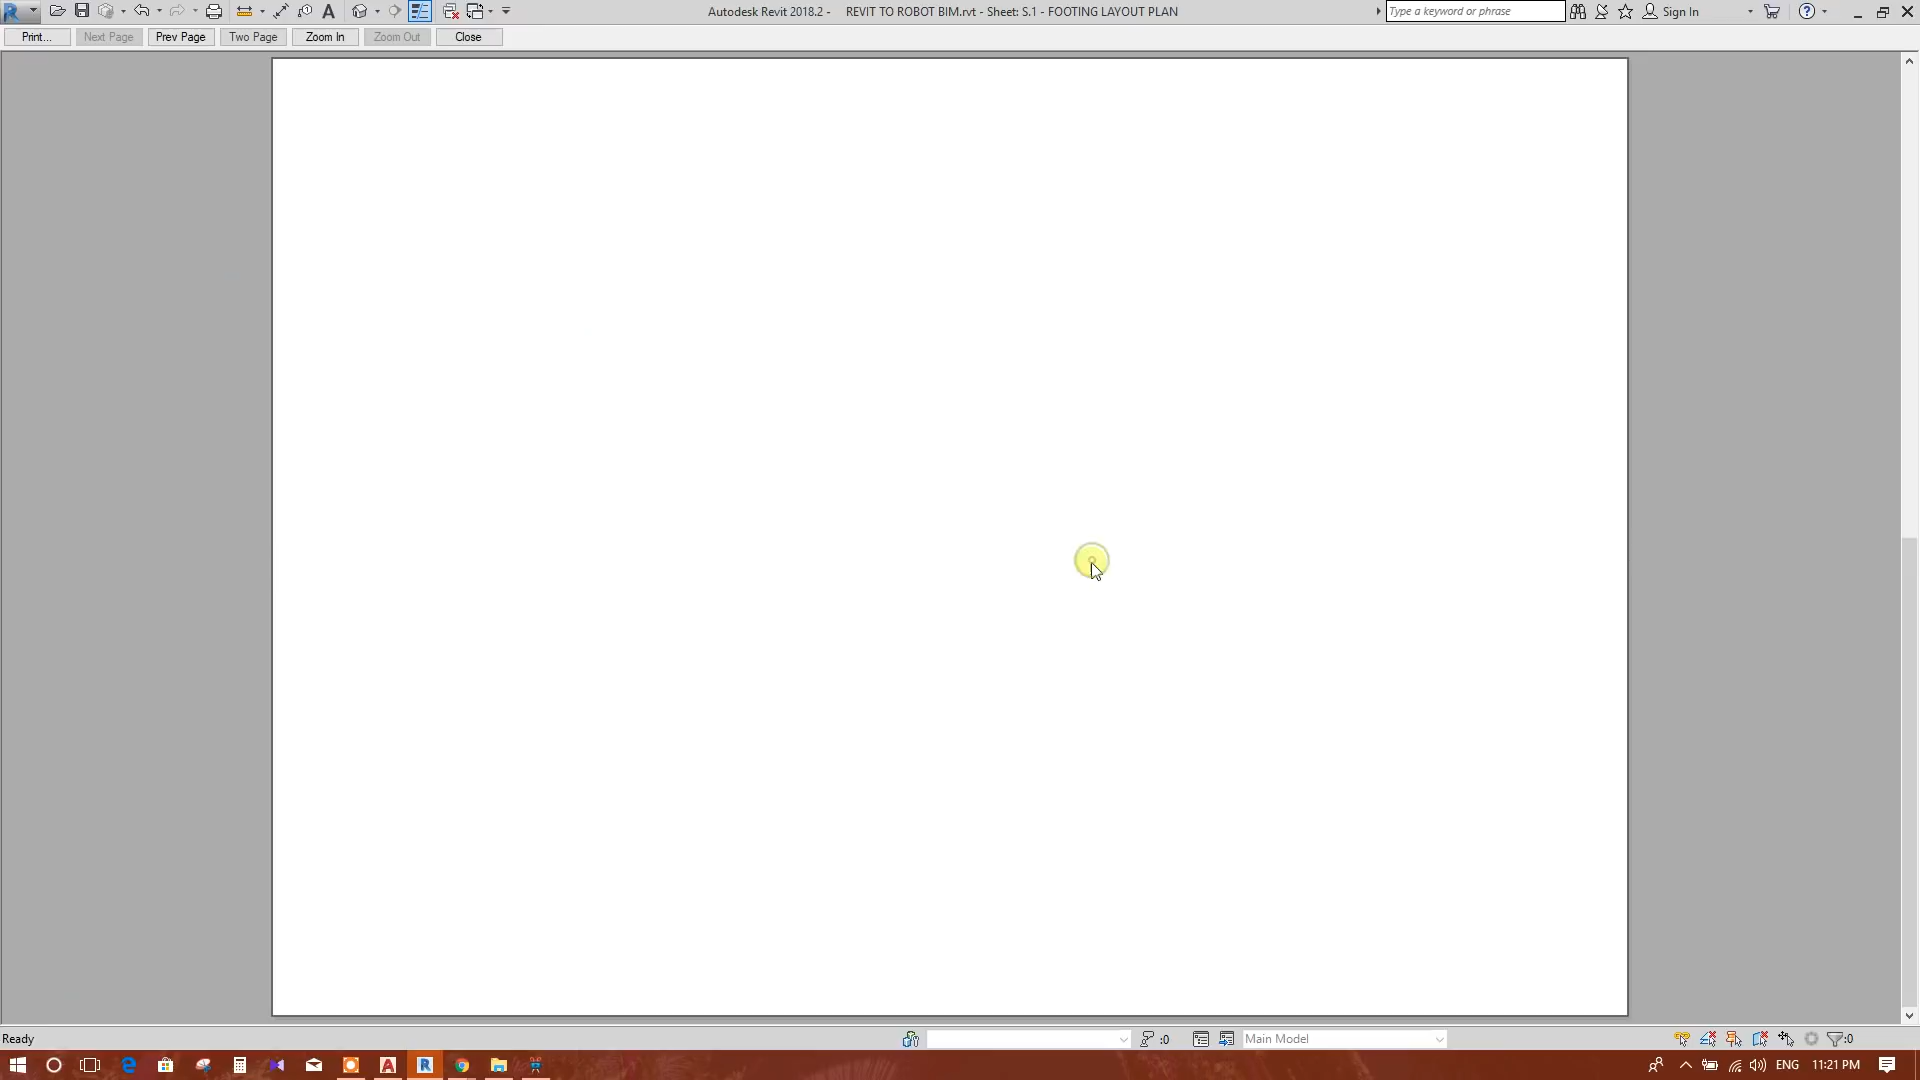 Autodesk Revit 2018.2 -    REVIT TO ROBOT BIM.rvt - Sheet: S.1 - FOOTING LAYOUT PLAN
Type a keyword or phrase
Sign In
Print... Next Page Prev Page Two Page Zoom In Zoom Out Close
Ready
:0
Main Model
:0
ENG 11:21 PM